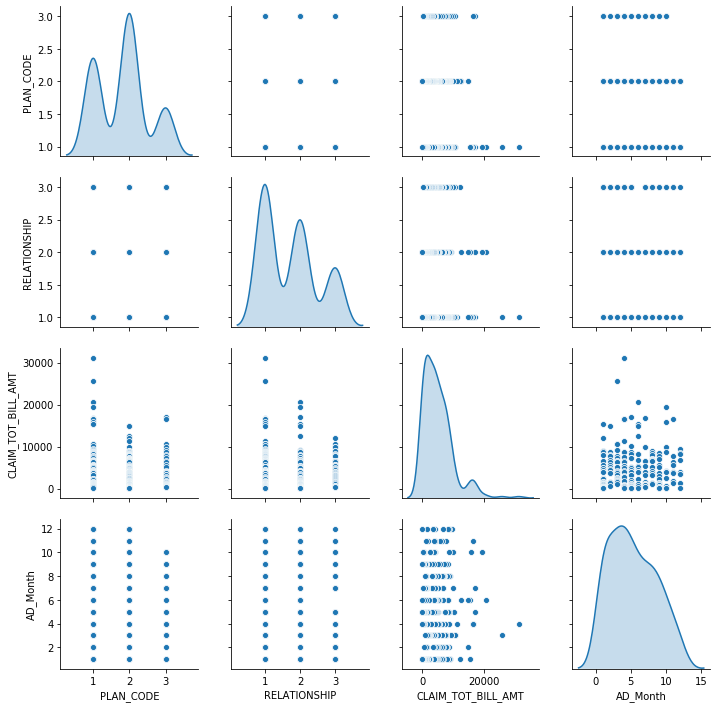 3.0
2.5
2.0
1.5
1.0
PLAN_CODE
3.0
2.5
2.0
1.5
1.0
RELATIONSHIP
30000
20000
10000
0
CLAIM_TOT_BILL_AMT
12
10
8
6
4
2
AD_Month
1 2 3
PLAN_CODE
1 2 3
RELATIONSHIP
0 20000
CLAIM_TOT_BILL_AMT
0 5 10 15
AD_Month